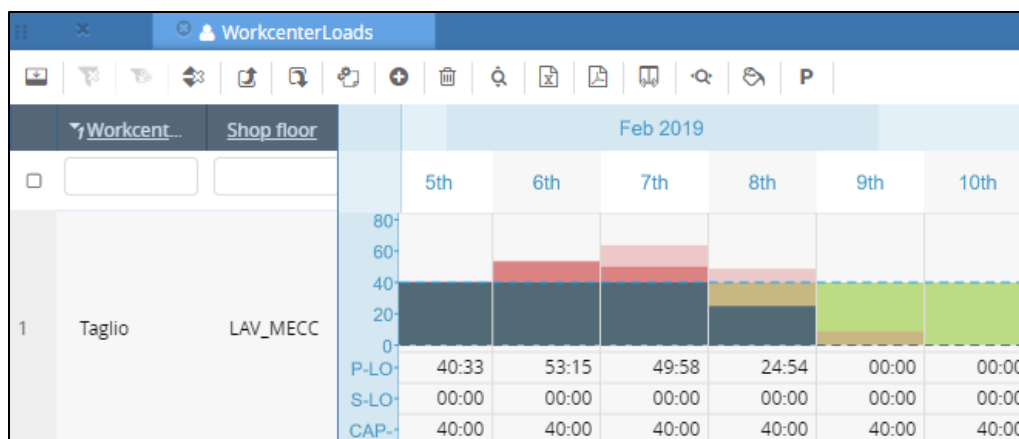 WorkcenterLoads
P
Workcent... Shop floor Feb 2019
5th 6th 7th 8th 9th 10th
80
60
40
20
0
1 Taglio LAV_MECC
P-LO 40:33 53:15 49:58 24:54 00:00 00:00
S-LO 00:00 00:00 00:00 00:00 00:00 00:00
CAP- 40:00 40:00 40:00 40:00 40:00 40:00